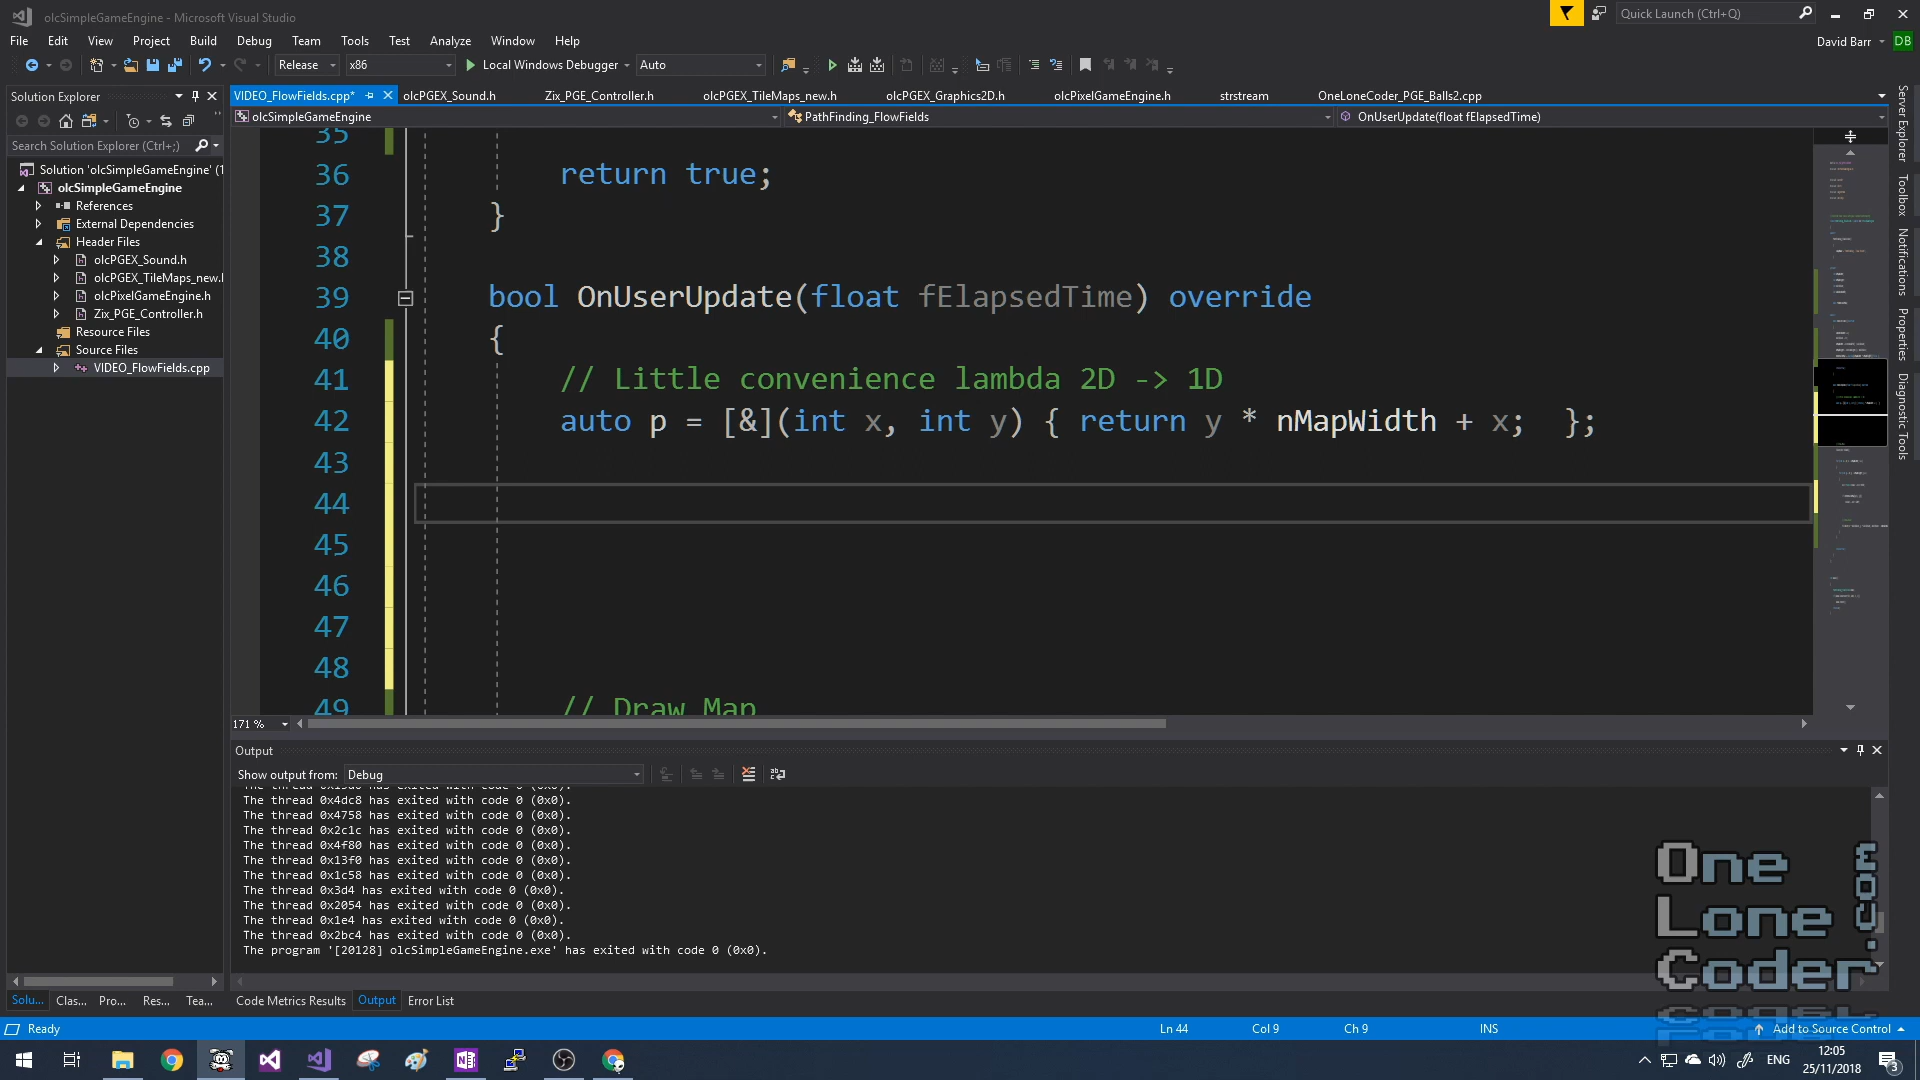 olcSimpleGameEngine - Microsoft Visual Studio
Quick Launch (Ctrl+Q)
File Edit View Project Build Debug Team Tools Test Analyze Window Help
David Barr DB
Release x86 Local Windows Debugger Auto
Solution Explorer
VIDEO_FlowFields.cpp* olcPGEX_Sound.h Zix_PGE_Controller.h olcPGEX_TileMaps_new.h olcPGEX_Graphics2D.h olcPixelGameEngine.h strstream OneLoneCoder_PGE_Balls2.cpp
olcSimpleGameEngine PathFinding_FlowFields OnUserUpdate(float fElapsedTime)
Search Solution Explorer (Ctrl+;)
Solution 'olcSimpleGameEngine' (1
olcSimpleGameEngine
References
External Dependencies
Header Files
olcPGEX_Sound.h
olcPGEX_TileMaps_new.h
olcPixelGameEngine.h
Zix_PGE_Controller.h
Resource Files
Source Files
VIDEO_FlowFields.cpp
35
36 return true;
37 }
38
39 bool OnUserUpdate(float fElapsedTime) override
40 {
41 // Little convenience lambda 2D -> 1D
42 auto p = [&](int x, int y) { return y * nMapWidth + x; };
43
44
45
46
47
48
49 // Draw Map
171 %
Server Explorer
Toolbox
Notifications
Properties
Diagnostic Tools
Output
Show output from: Debug
The thread 0x4dc8 has exited with code 0 (0x0).
The thread 0x4758 has exited with code 0 (0x0).
The thread 0x2c1c has exited with code 0 (0x0).
The thread 0x4f80 has exited with code 0 (0x0).
The thread 0x13f0 has exited with code 0 (0x0).
The thread 0x1c58 has exited with code 0 (0x0).
The thread 0x3d4 has exited with code 0 (0x0).
The thread 0x2054 has exited with code 0 (0x0).
The thread 0x1e4 has exited with code 0 (0x0).
The thread 0x2bc4 has exited with code 0 (0x0).
The program '[20128] olcSimpleGameEngine.exe' has exited with code 0 (0x0).
One
Lone
Coder
.com
Solu... Clas... Pro... Res... Tea...
Code Metrics Results Output Error List
Ready Ln 44 Col 9 Ch 9 INS Add to Source Control
ENG
12:05
25/11/2018
3